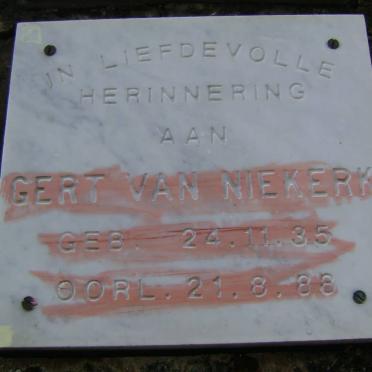 IN LIEFDEVOLLE
HERINNERING
AAN
GERT VAN NIEKERK
GEB. 24.11.35
OORL. 21.8.88